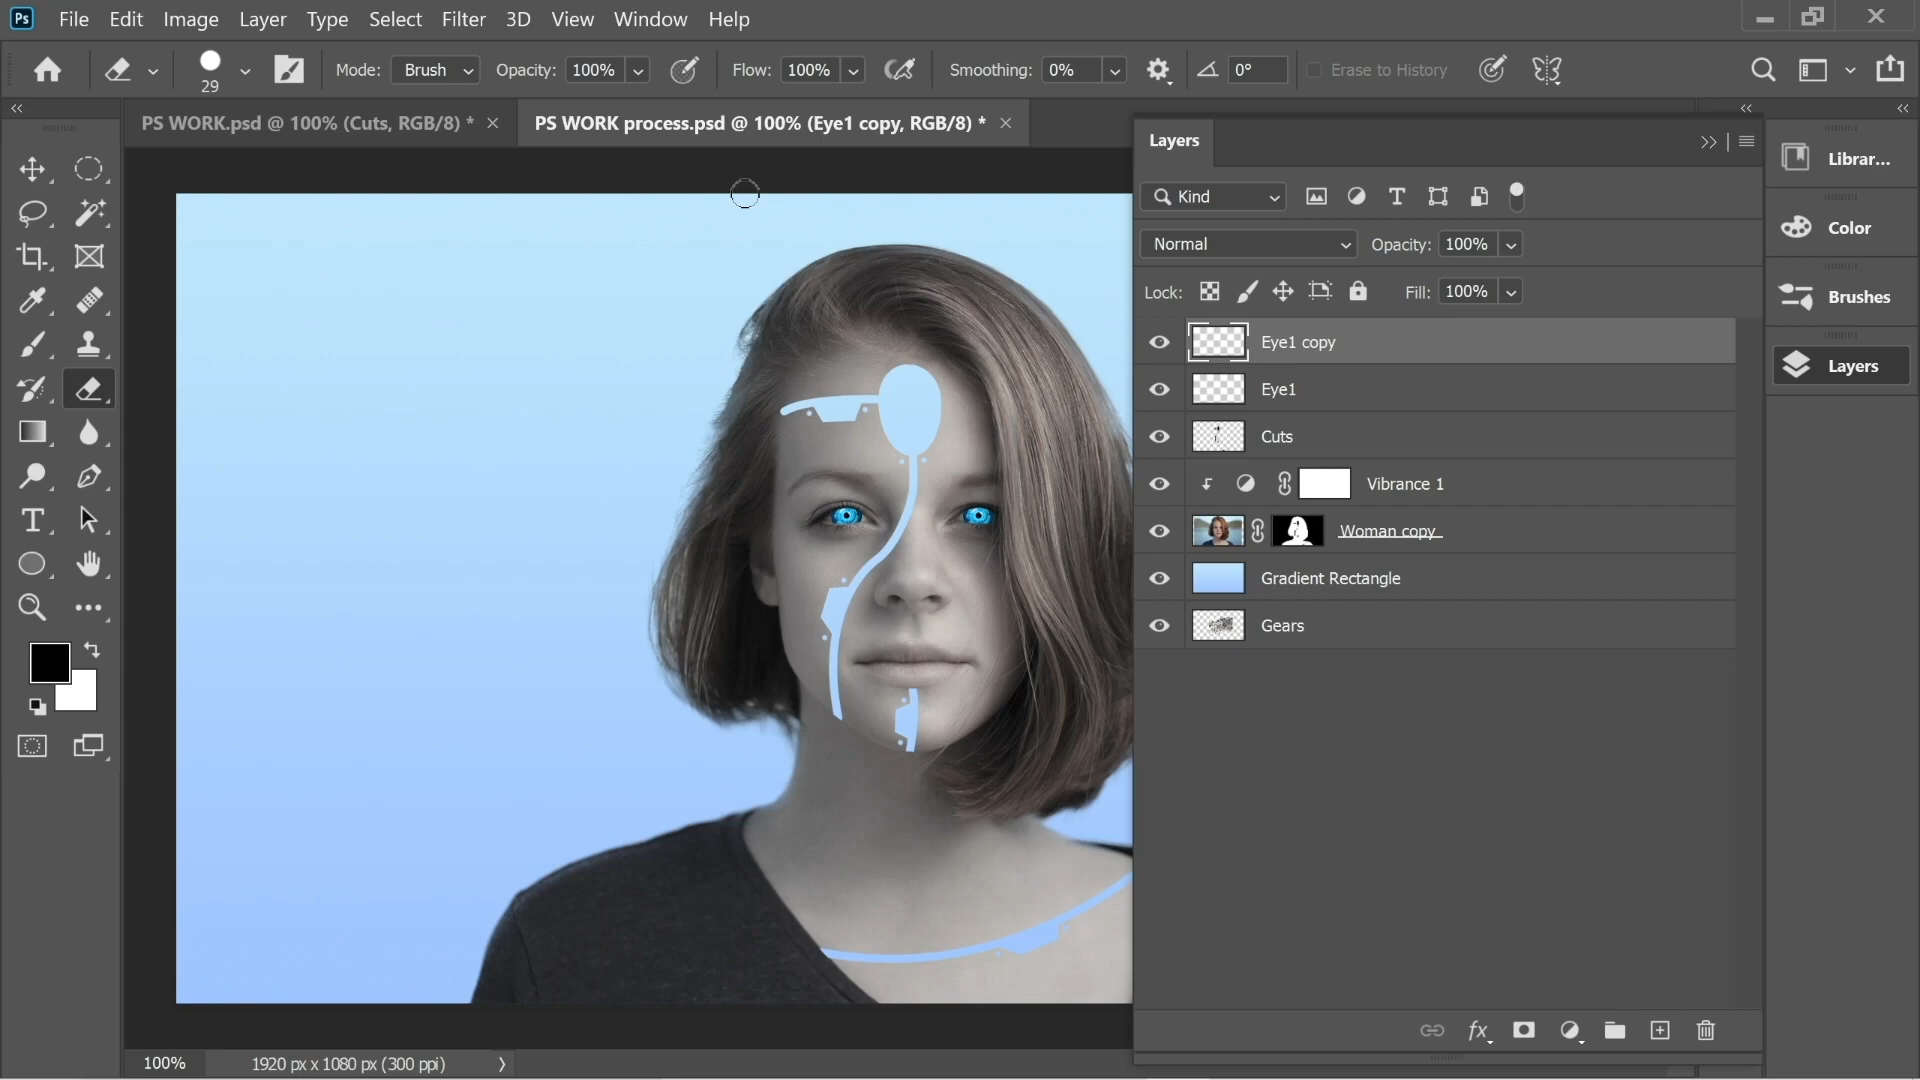 Ps File Edit Image Layer Type Select Filter 3D View Window Help
29 Mode: Brush Opacity: 100% Flow: 100% Smoothing: 0% 0° Erase to History
PS WORK.psd @ 100% (Cuts, RGB/8) * PS WORK process.psd @ 100% (Eye1 copy, RGB/8) *
Layers
Kind
Normal Opacity: 100%
Lock: Fill: 100%
Eye1 copy
Eye1
Cuts
Vibrance 1
Woman copy
Gradient Rectangle
Gears
fx
Librar...
Color
Brushes
Layers
100% 1920 px x 1080 px (300 ppi)